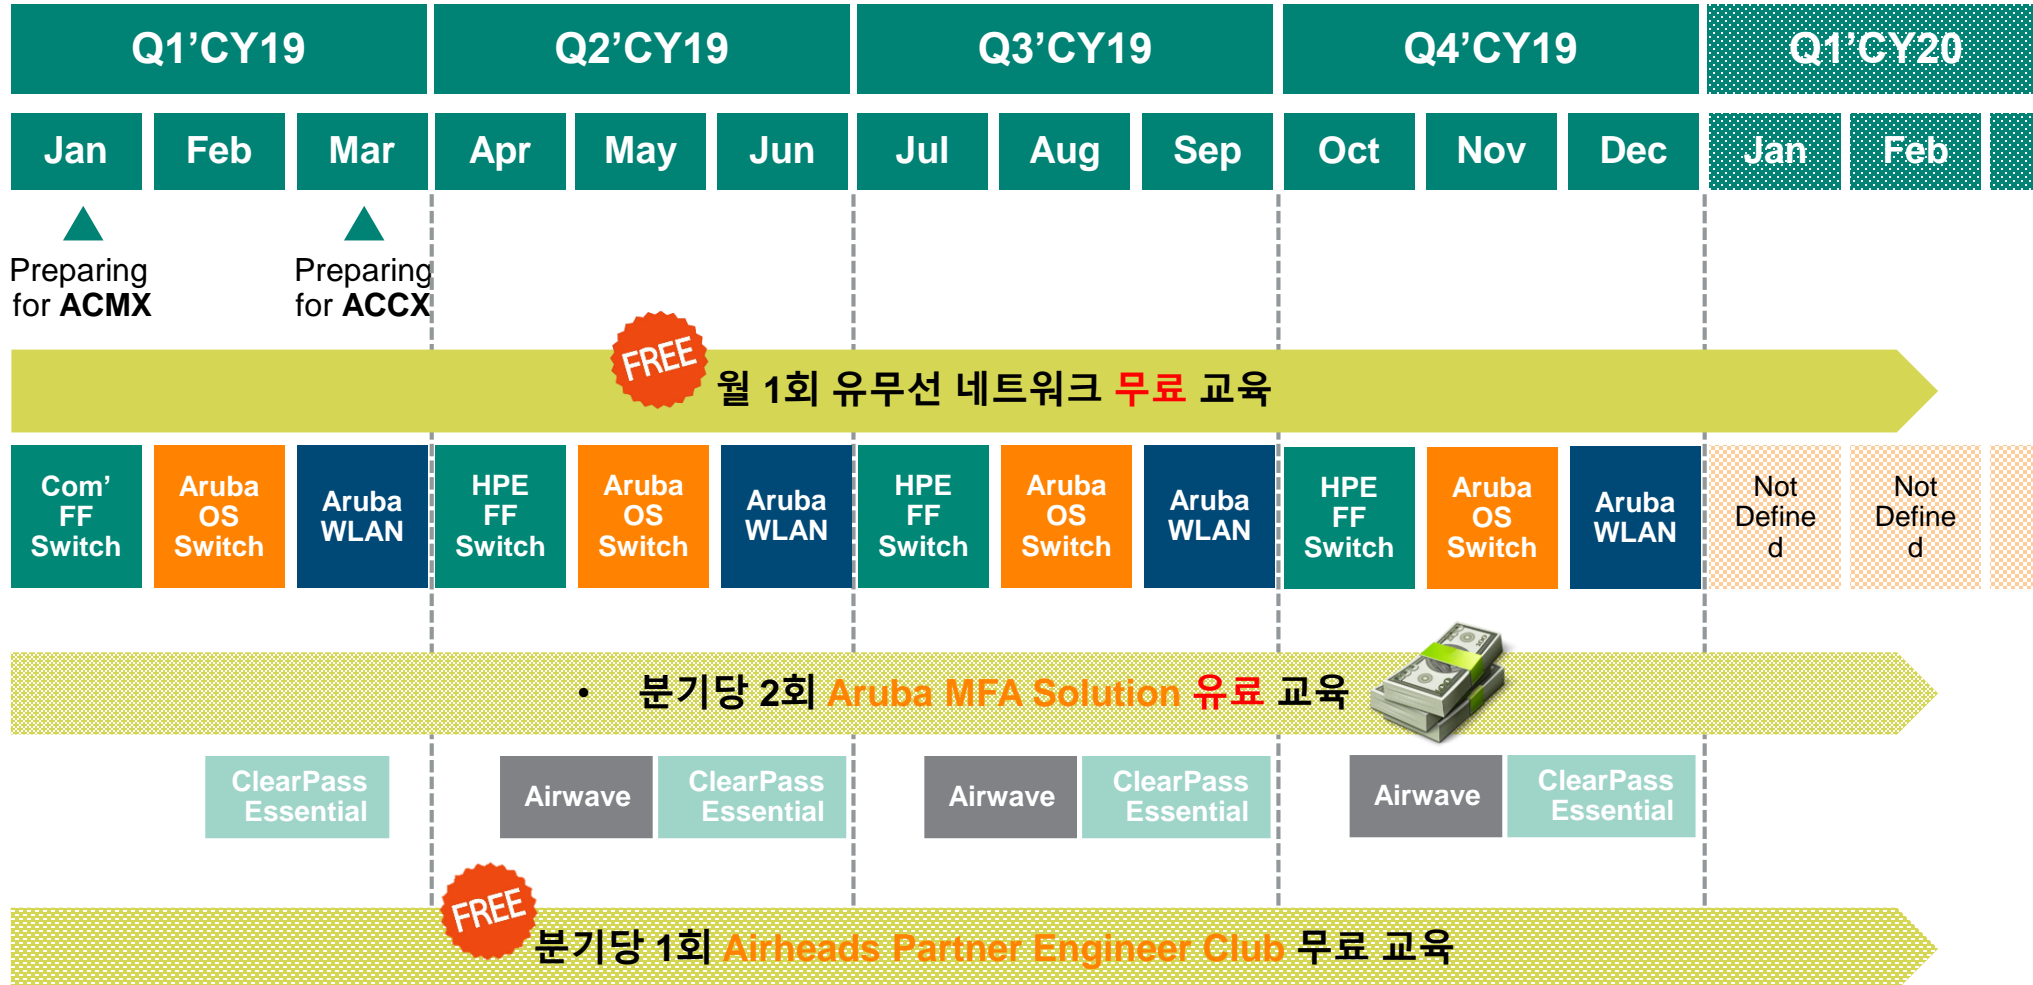 Q1’CY19
Q2’CY19
Q3’CY19
Q4’CY19
Q1’CY20
Jan
Feb
Mar
Apr
May
Jun
Jul
Aug
Sep
Oct
Nov
Dec
Jan
Feb
Preparing
for ACMX
Preparing
for ACCX
FREE
월 1회 유무선 네트워크 무료 교육
Com’
FF
Switch
Aruba
OS
Switch
Aruba
WLAN
HPE
FF
Switch
Aruba
OS
Switch
Aruba
WLAN
HPE
FF
Switch
Aruba
OS
Switch
Aruba
WLAN
HPE
FF
Switch
Aruba
OS
Switch
Aruba
WLAN
Not
Define
d
Not
Define
d
• 분기당 2회 Aruba MFA Solution 유료 교육
ClearPass
Essential
Airwave
ClearPass
Essential
Airwave
ClearPass
Essential
Airwave
ClearPass
Essential
FREE
분기당 1회 Airheads Partner Engineer Club 무료 교육